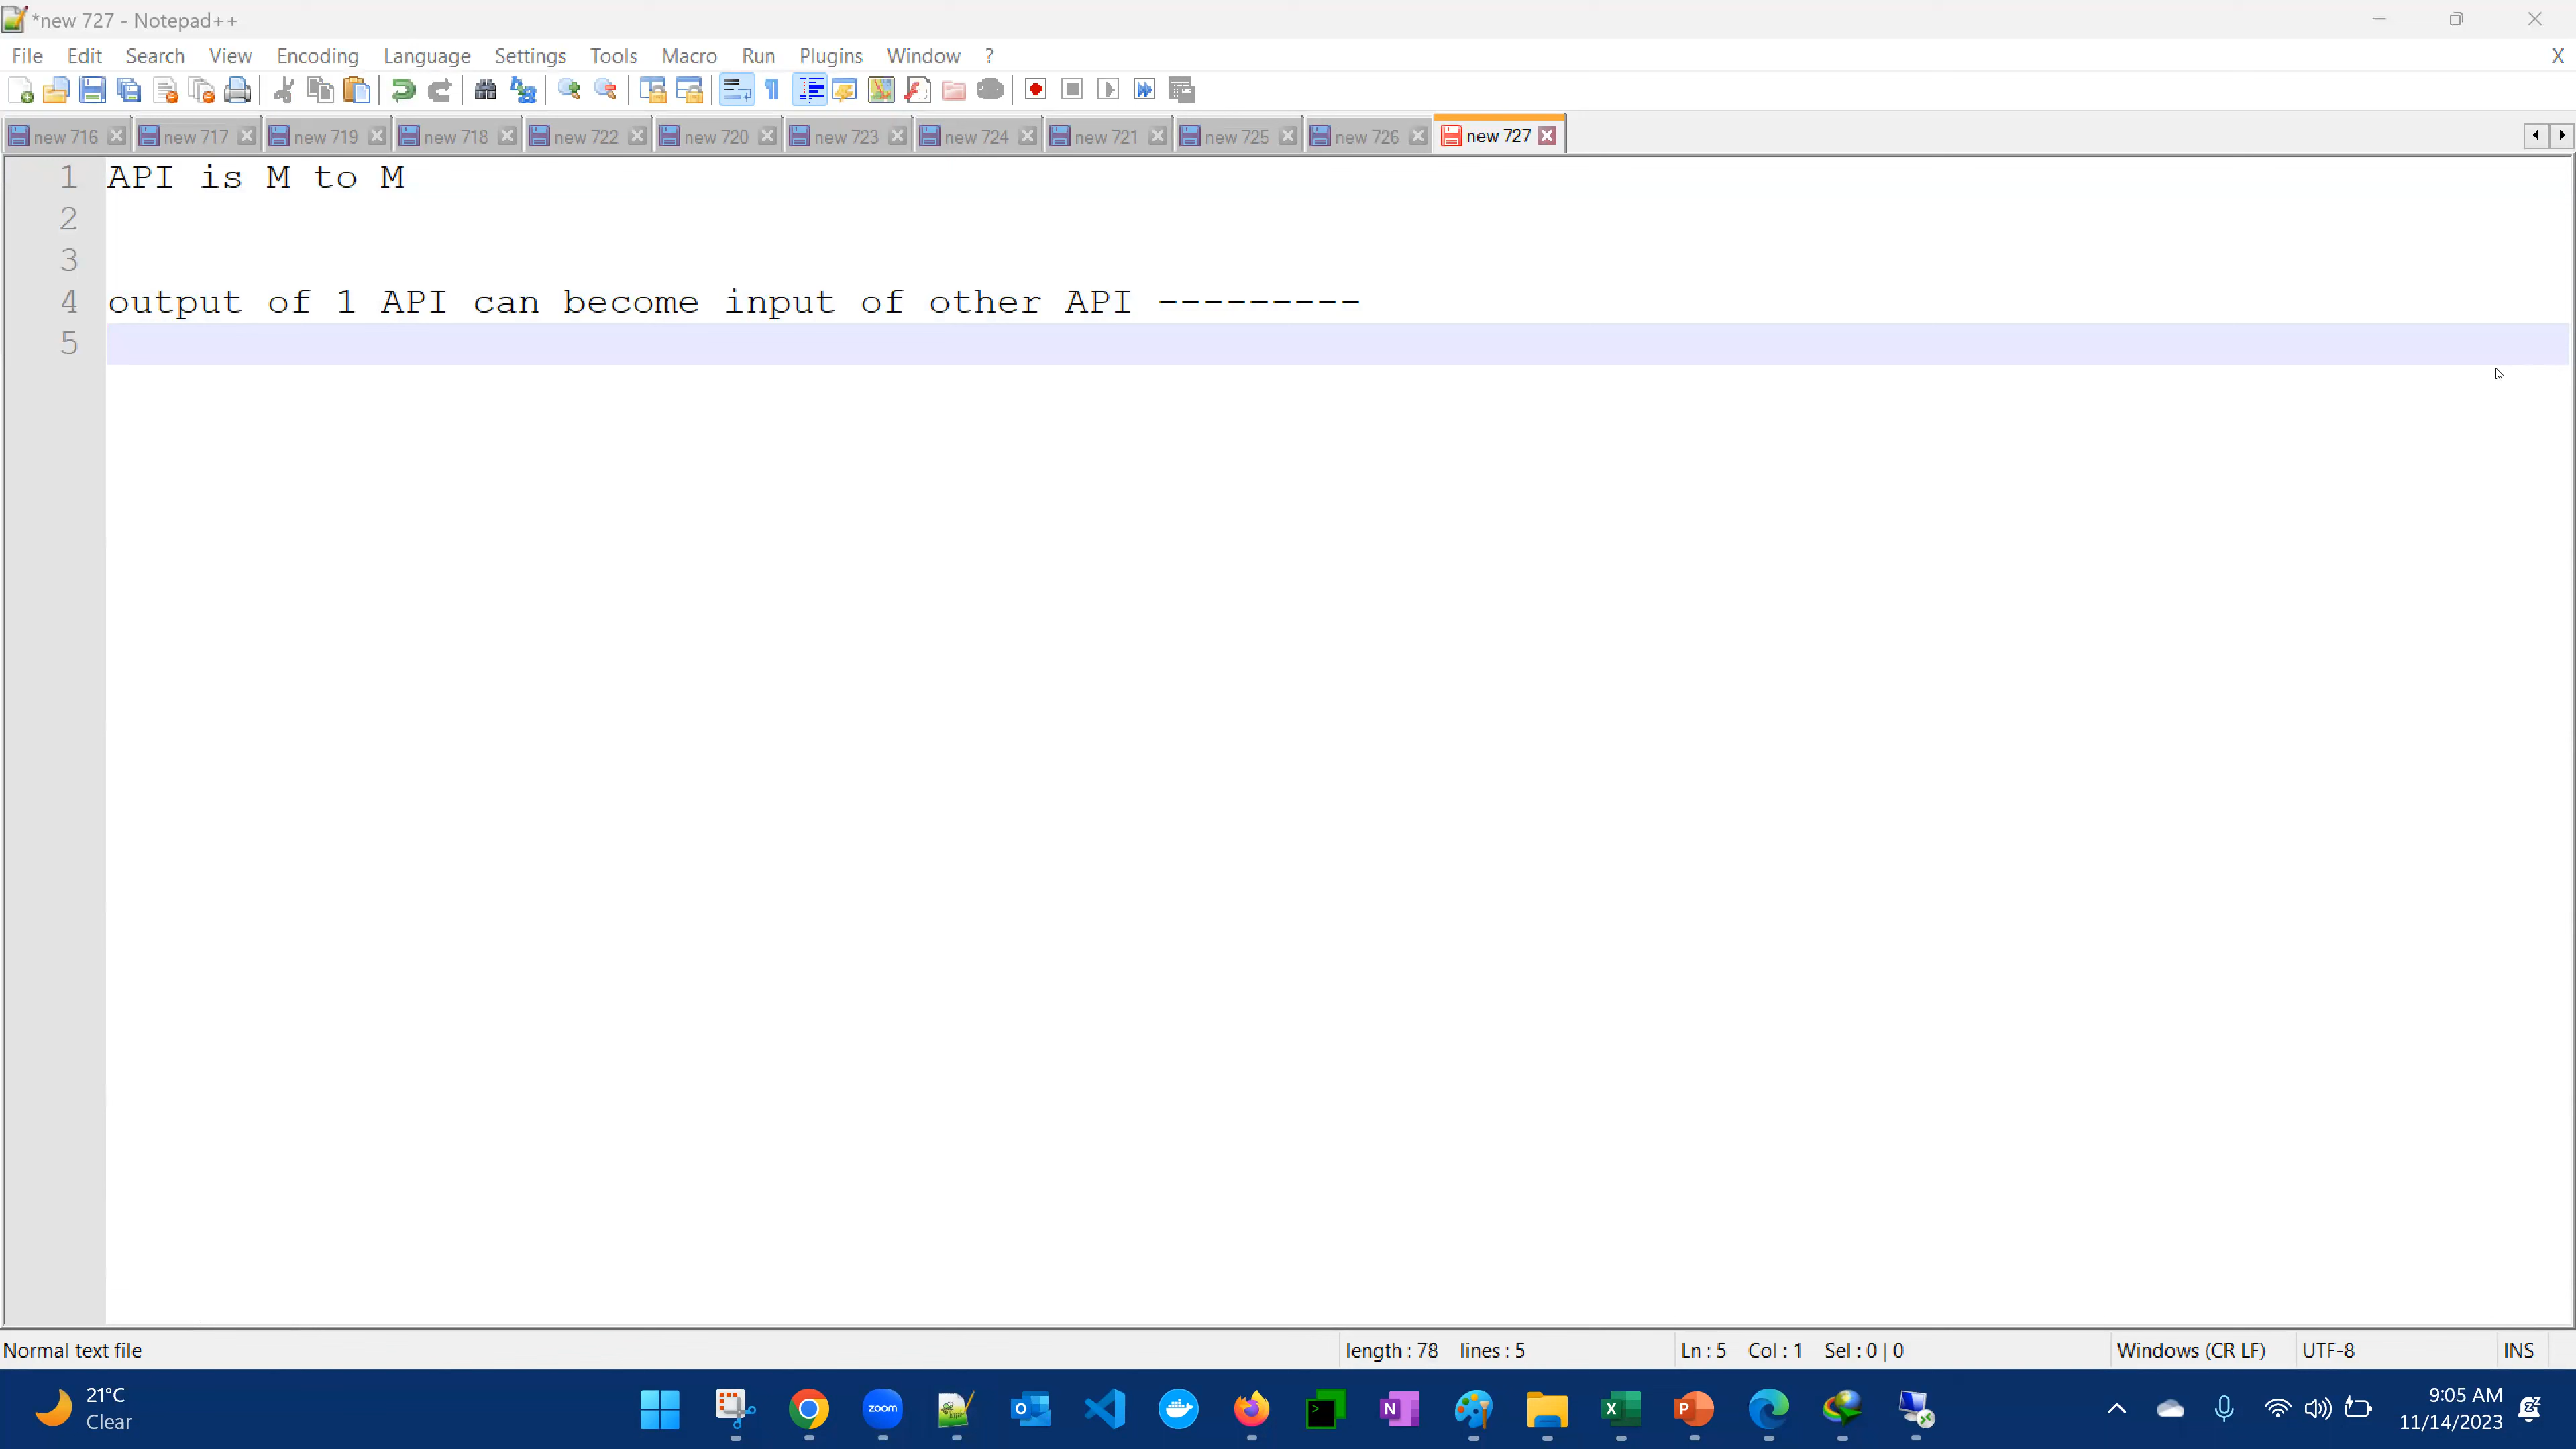 *new 727 - Notepad++
File Edit Search View Encoding Language Settings Tools Macro Run Plugins Window ? X
new 716 new 717 new 719 new 718 new 722 new 720 new 723 new 724 new 721 new 725 new 726 new 727
1 API is M to M
2
3
4 output of 1 API can become input of other API ---------
5
Normal text file length : 78 lines : 5 Ln : 5 Col : 1 Sel : 0 | 0 Windows (CR LF) UTF-8 INS
21°C
Clear
zoom
9:05 AM
11/14/2023